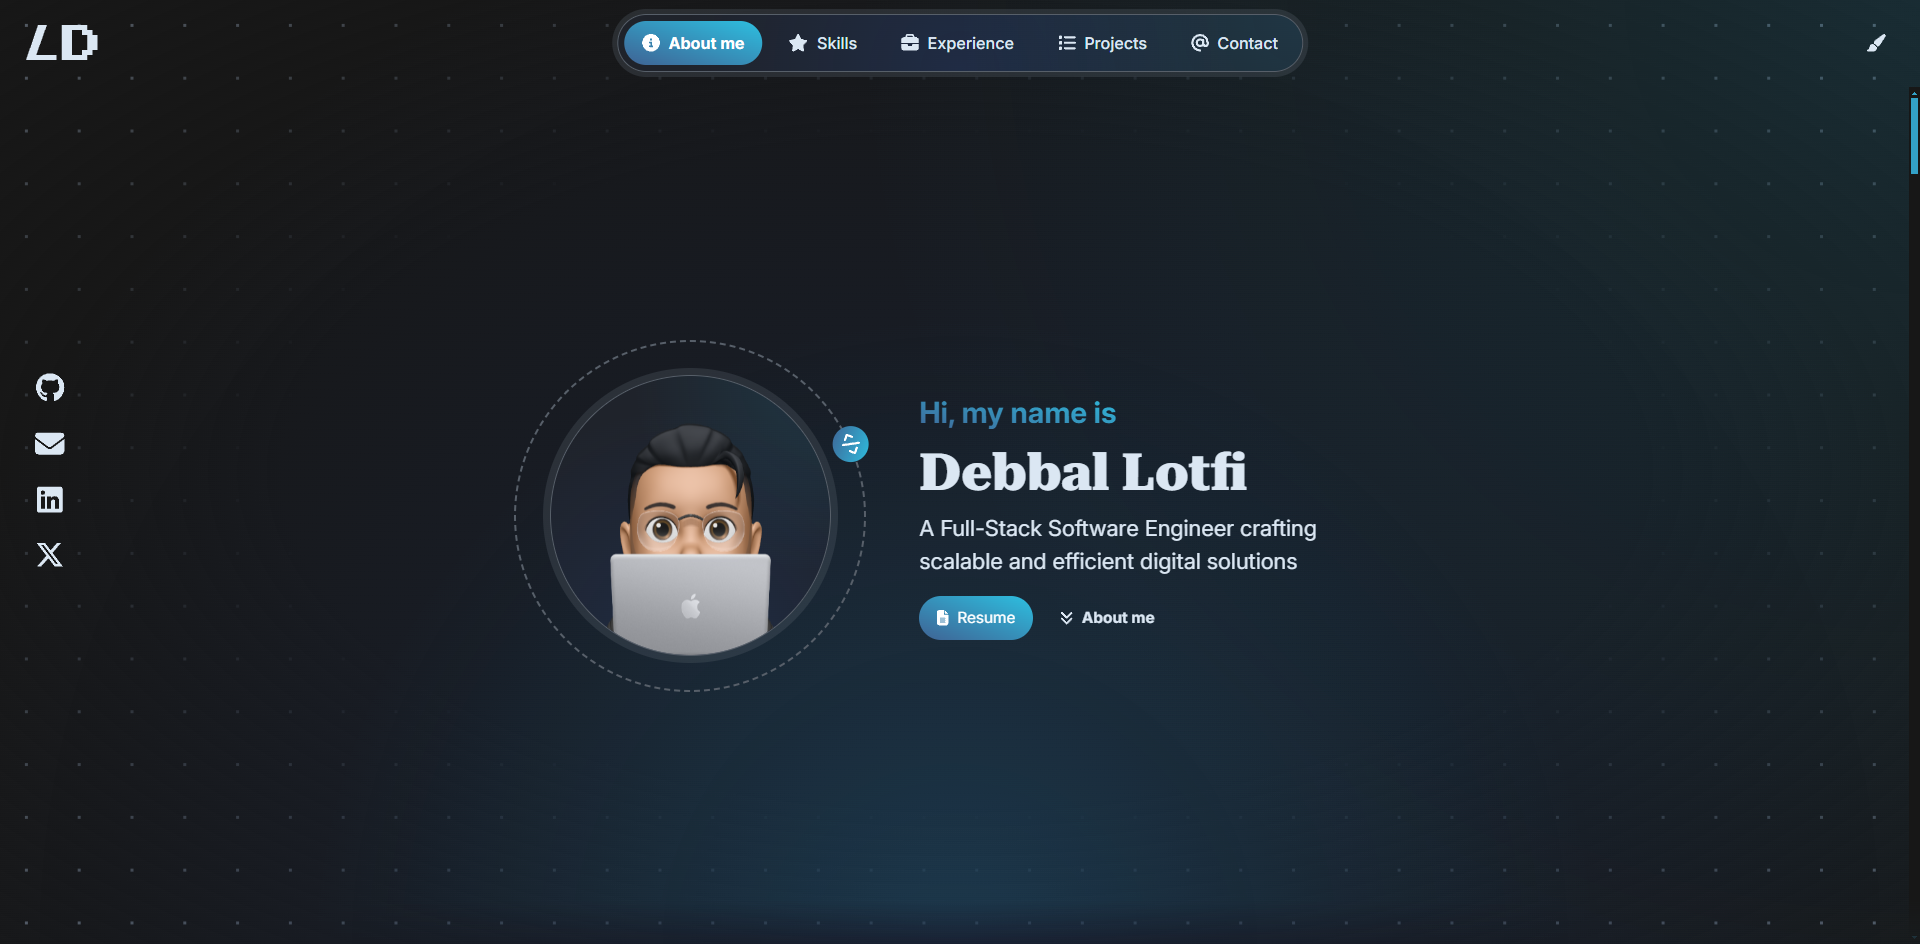 LD
About me
Skills
Experience
Projects
Contact
Hi, my name is
Debbal Lotfi
A Full-Stack Software Engineer crafting
scalable and efficient digital solutions
Resume
About me